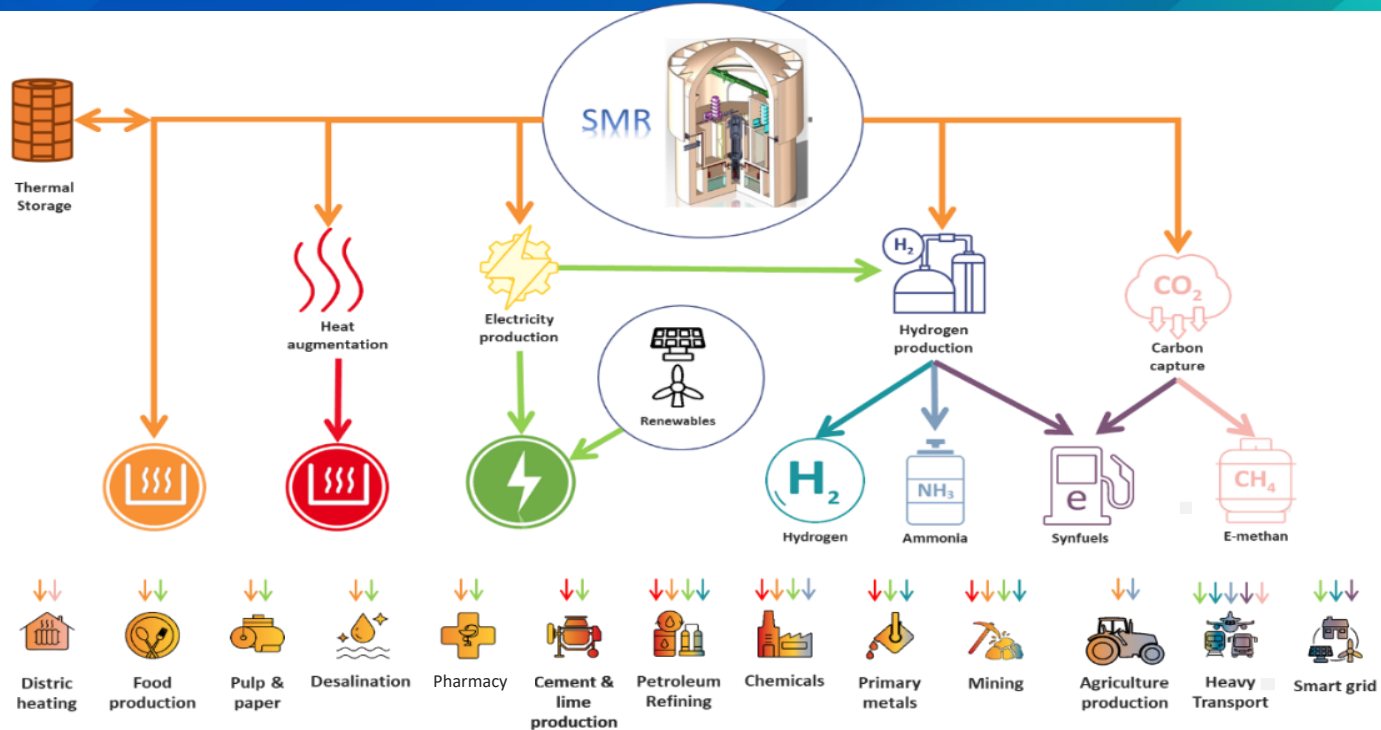 SMR
Thermal
Storage
H2
CO2
Heat
augmentation
Electricity
production
Hydrogen
production
Carbon
capture
Renewables
H2
NH3
e
CH4
Hydrogen
Ammonia
Synfuels
E-methan
Distric
heating
Food
production
Pulp &
paper
Desalination
Pharmacy
Cement &
lime
production
Petroleum
Refining
Chemicals
Primary
metals
Mining
Agriculture
production
Heavy
Transport
Smart grid